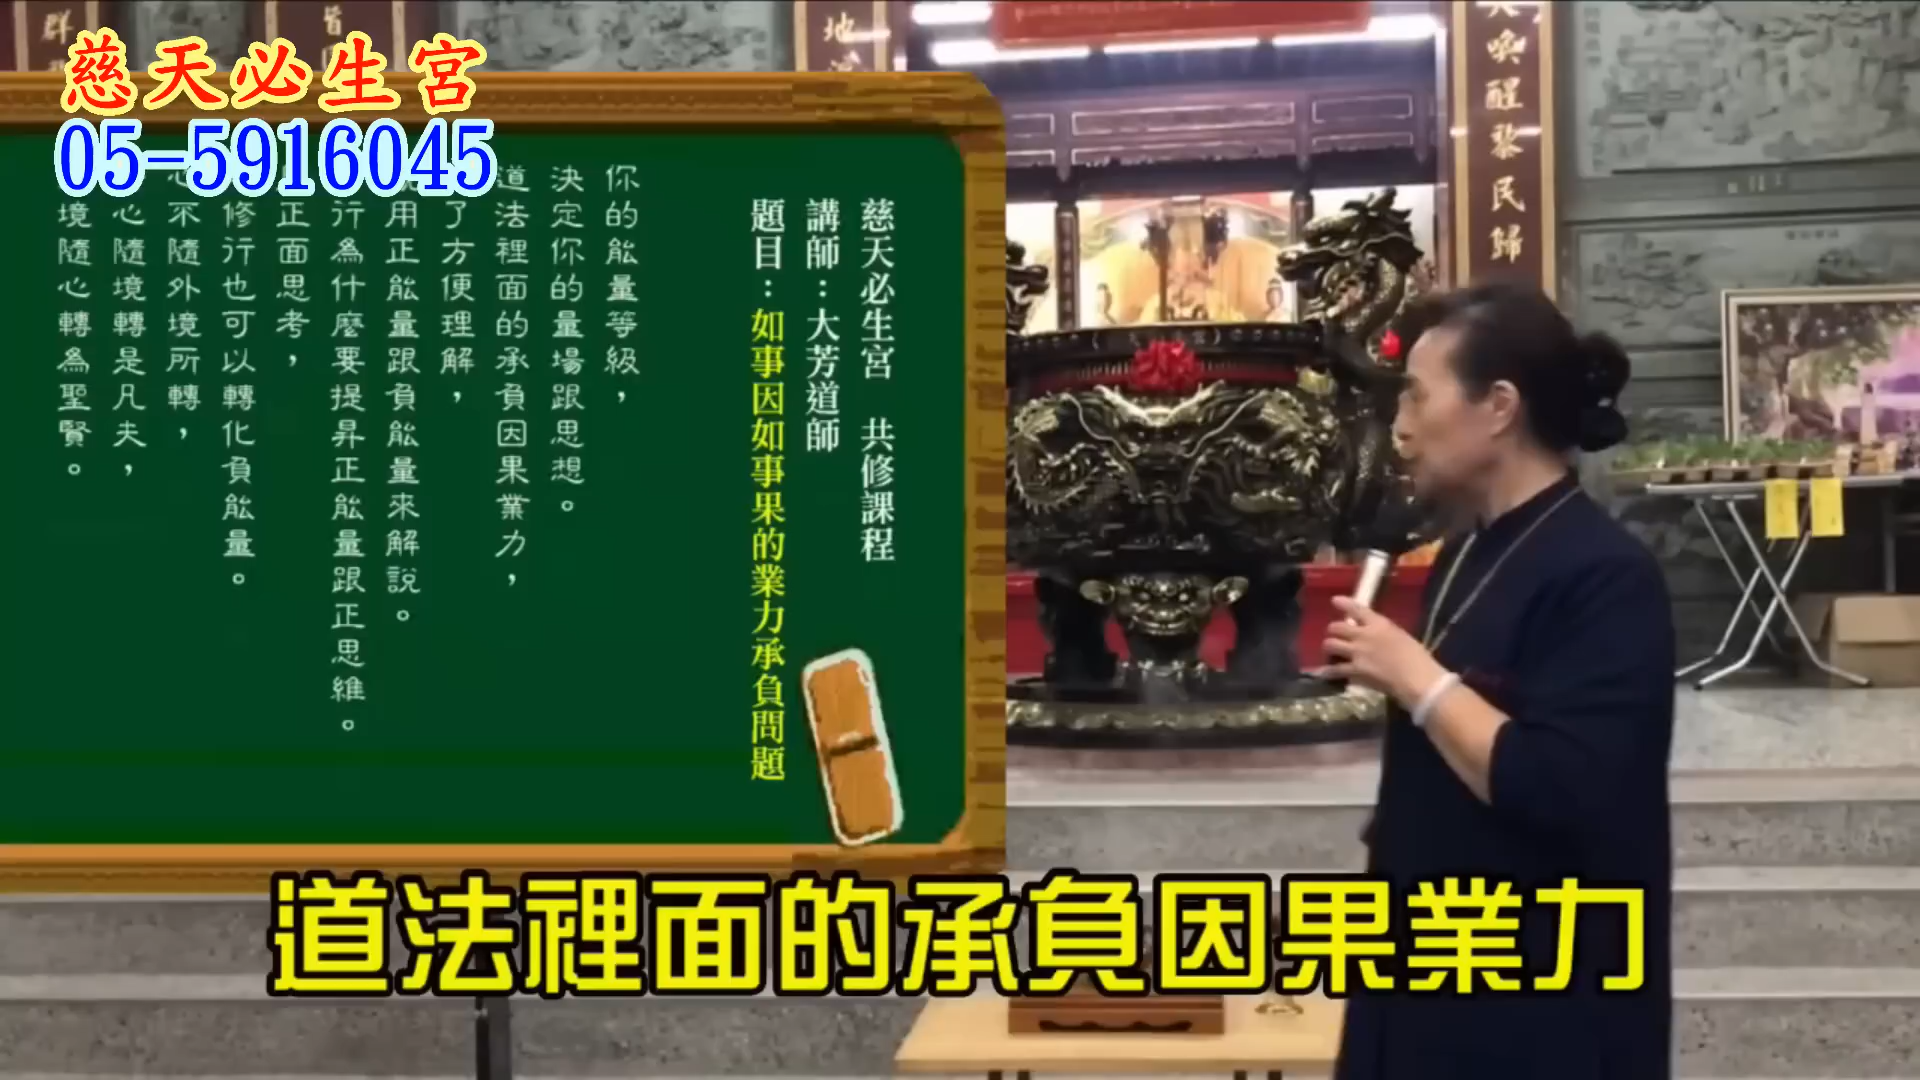 慈天必生宮
05-5916045
慈天必生宮　共修課程
講師：大芳道師
題目：如事因如事果的業力承負問題
你的能量等級，
決定你的量場跟思想。
道法裡面的承負因果業力，
了方便理解，
用正能量跟負能量來解說。
行為什麼要提昇正能量跟正思維。
正面思考，
修行也可以轉化負能量。
心不隨外境所轉，
心隨境轉是凡夫，
境隨心轉為聖賢。
喚醒黎民歸
群
地
道法裡面的承負因果業力